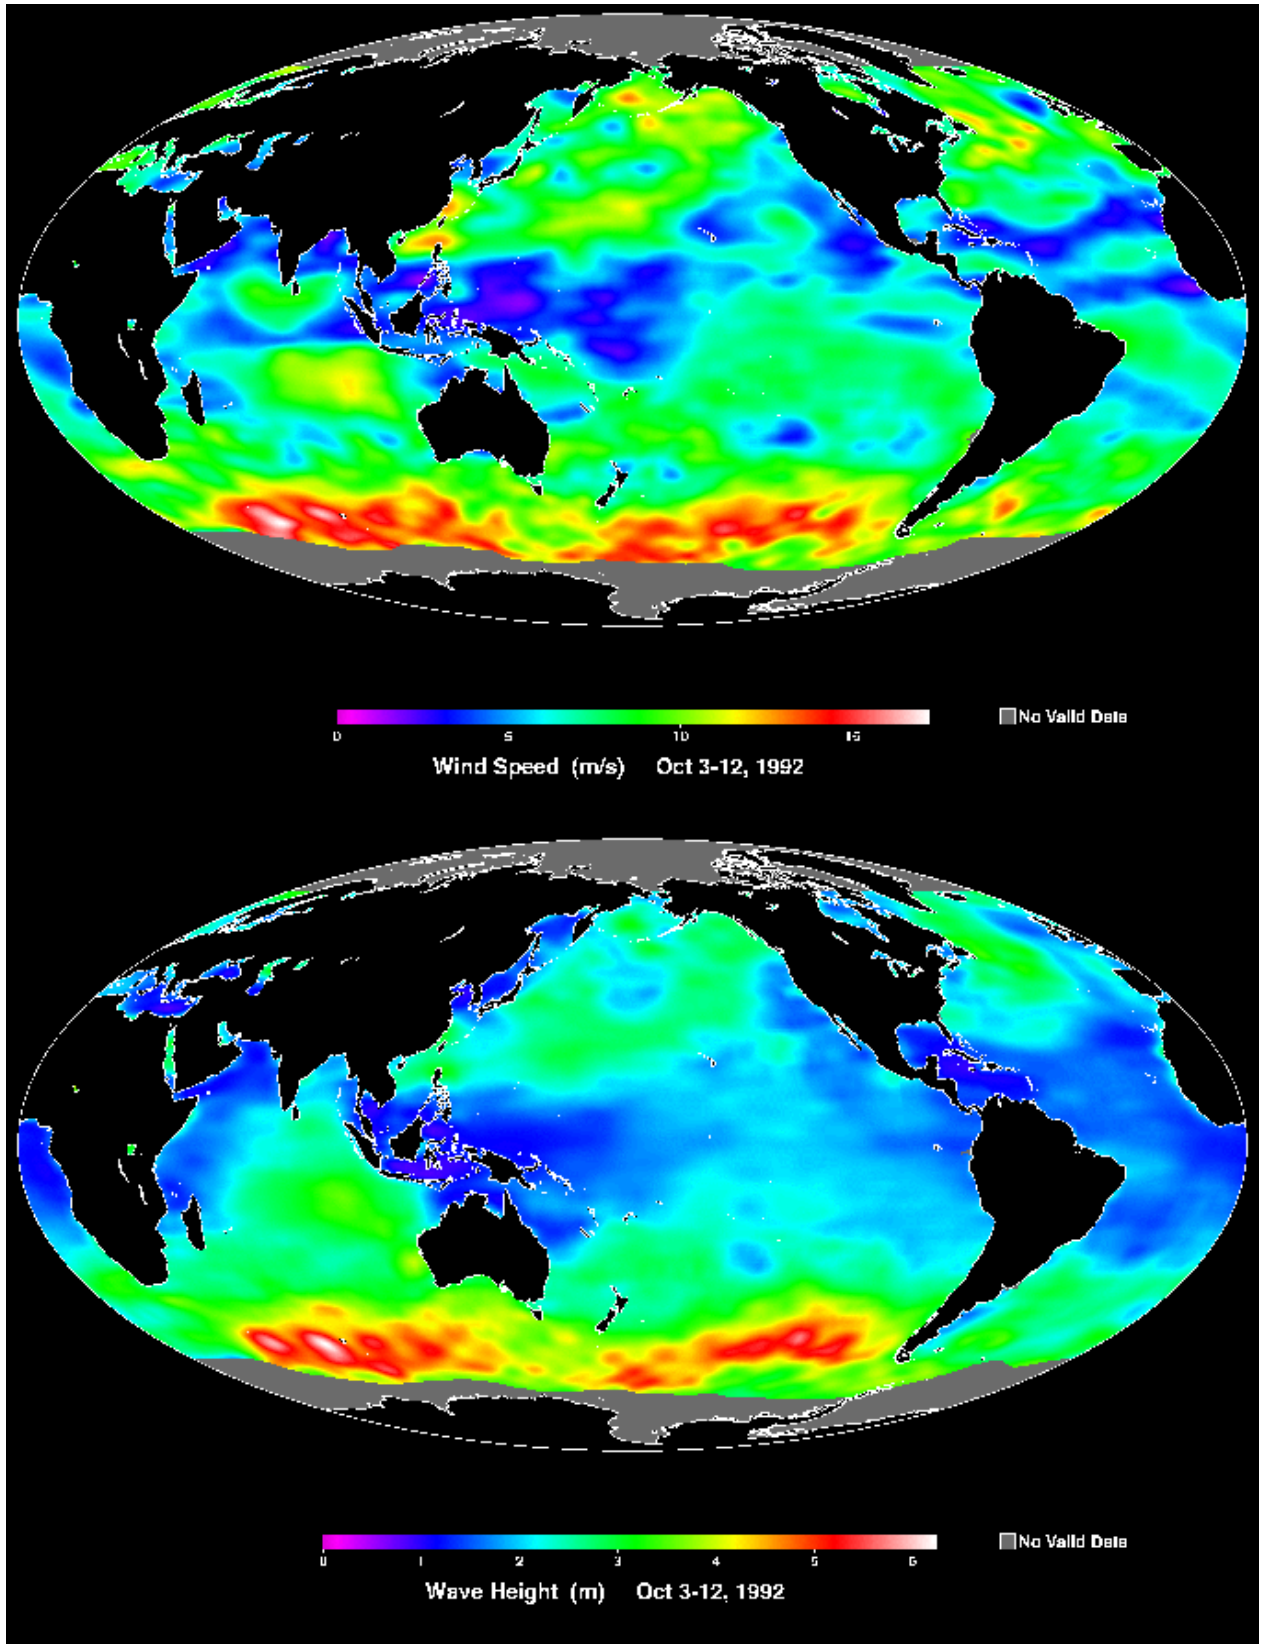 0 5 10 15
No Valid Data
Wind Speed (m/s) Oct 3-12, 1992
0 1 2 3 4 5 6
No Valid Data
Wave Height (m) Oct 3-12, 1992